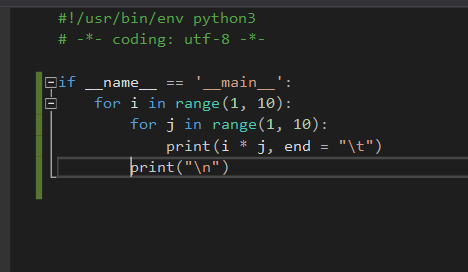 #!/usr/bin/env python3
# -*- coding: utf-8 -*-
if __name__ == '__main__':
    for i in range(1, 10):
        for j in range(1, 10):
            print(i * j, end = "\t")
        print("\n")